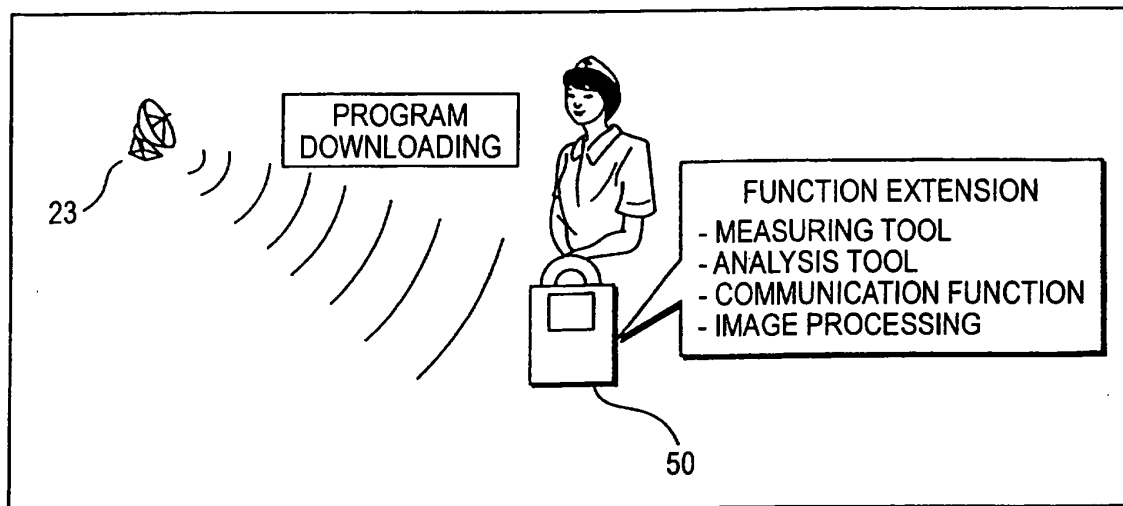 PROGRAM
DOWNLOADING
23
FUNCTION EXTENSION
- MEASURING TOOL
- ANALYSIS TOOL
- COMMUNICATION FUNCTION
- IMAGE PROCESSING
50